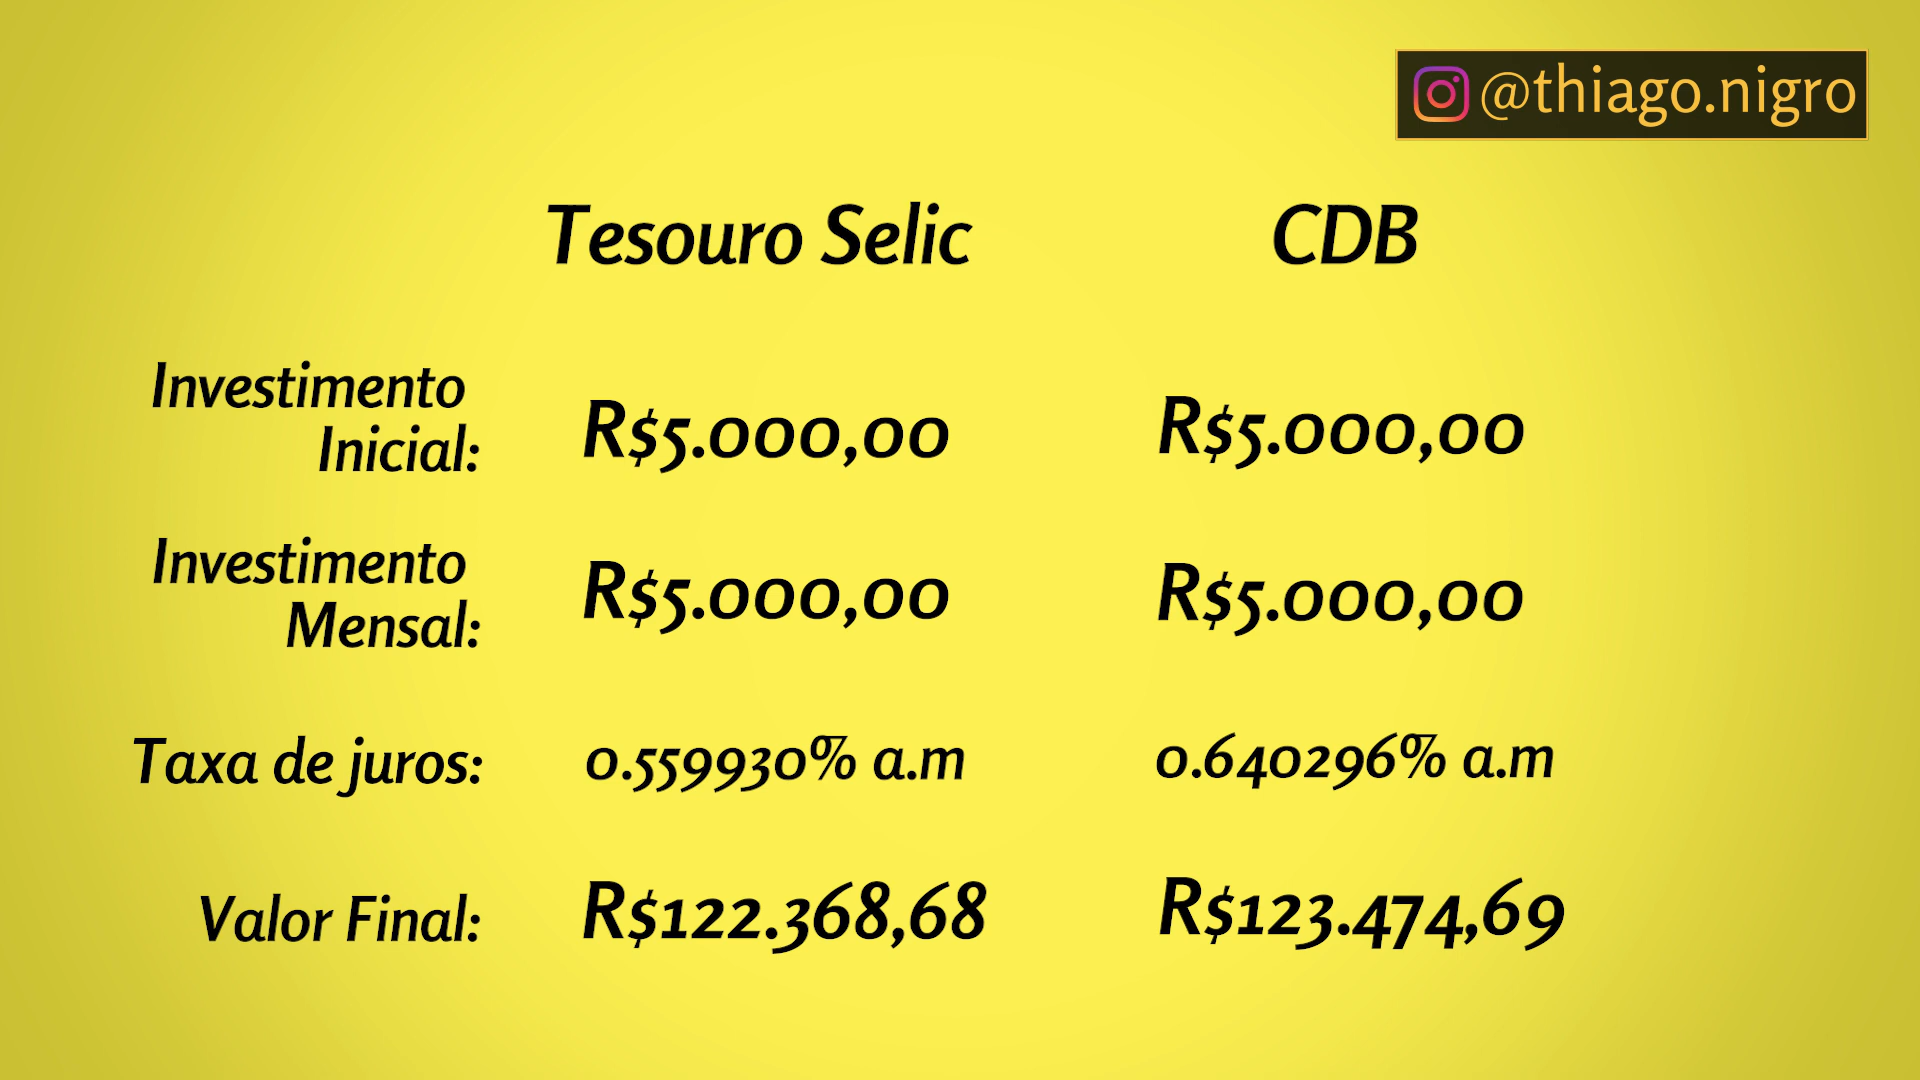 @thiago.nigro
Tesouro Selic CDB
Investimento
Inicial: R$5.000,00 R$5.000,00
Investimento
Mensal: R$5.000,00 R$5.000,00
Taxa de juros: 0.559930% a.m 0.640296% a.m
Valor Final: R$122.368,68 R$123.474,69